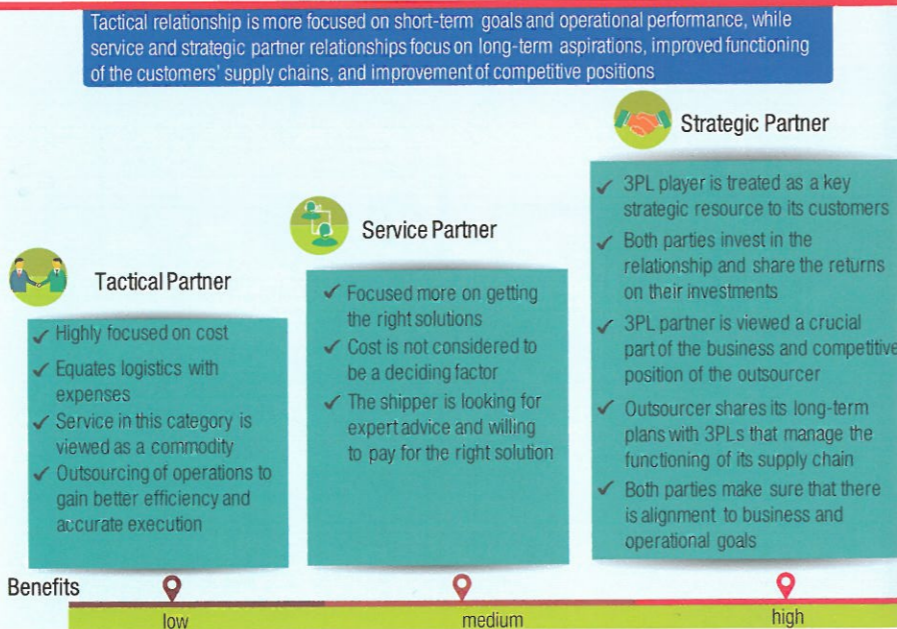 Tactical relationship is more focused on short-term goals and operational performance, while
service and strategic partner relationships focus on long-term aspirations, improved functioning
of the customers' supply chains, and improvement of competitive positions
Tactical Partner
✓ Highly focused on cost
✓ Equates logistics with
expenses
✓ Service in this category is
viewed as a commodity
✓ Outsourcing of operations to
gain better efficiency and
accurate execution
Service Partner
✓ Focused more on getting
the right solutions
✓ Cost is not considered to
be a deciding factor
✓ The shipper is looking for
expert advice and willing
to pay for the right solution
Strategic Partner
✓ 3PL player is treated as a key
strategic resource to its customers
✓ Both parties invest in the
relationship and share the returns
on their investments
✓ 3PL partner is viewed a crucial
part of the business and competitive
position of the outsourcer
✓ Outsourcer shares its long-term
plans with 3PLs that manage the
functioning of its supply chain
✓ Both parties make sure that there
is alignment to business and
operational goals
Benefits
low
medium
high